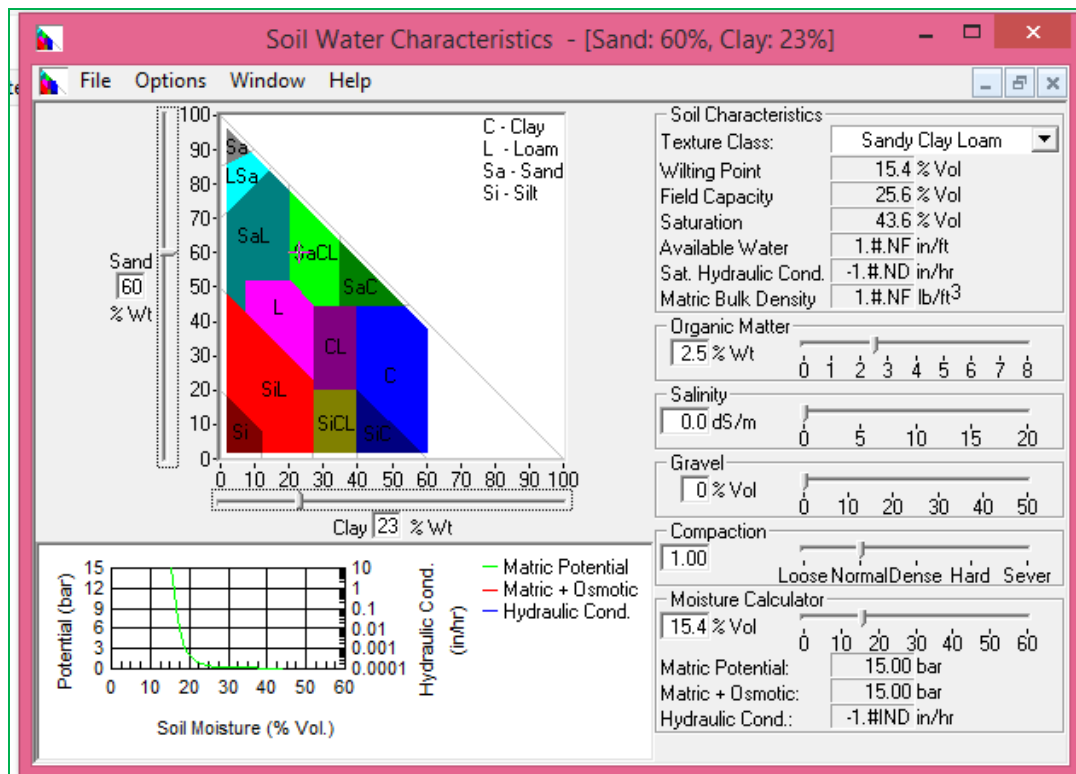 Soil Water Characteristics - [Sand: 60%, Clay: 23%]
File Options Window Help
100
90
80
70
60
50
40
30
20
10
0
Sand
60
% Wt
C - Clay
L - Loam
Sa - Sand
Si - Silt
Sa
LSa
SaL
SaCL
SaC
L
CL
C
SiL
SiCL
SiC
Si
0 10 20 30 40 50 60 70 80 90 100
Clay 23 % Wt
Soil Characteristics
Texture Class: Sandy Clay Loam
Wilting Point 15.4 % Vol
Field Capacity 25.6 % Vol
Saturation 43.6 % Vol
Available Water 1.#.NF in/ft
Sat. Hydraulic Cond. -1.#.ND in/hr
Matric Bulk Density 1.#.NF lb/ft3
Organic Matter
2.5 % Wt
0 1 2 3 4 5 6 7 8
Salinity
0.0 dS/m
0 5 10 15 20
Gravel
0 % Vol
0 10 20 30 40 50
Compaction
1.00
Loose Normal Dense Hard Sever
Moisture Calculator
15.4 % Vol
0 10 20 30 40 50 60
Matric Potential: 15.00 bar
Matric + Osmotic: 15.00 bar
Hydraulic Cond.: -1.#IND in/hr
Potential (bar)
15
12
9
6
3
0
10
1
0.1
0.01
0.001
0.0001
Hydraulic Cond.
(in/hr)
0 10 20 30 40 50 60
Soil Moisture (% Vol.)
Matric Potential
Matric + Osmotic
Hydraulic Cond.